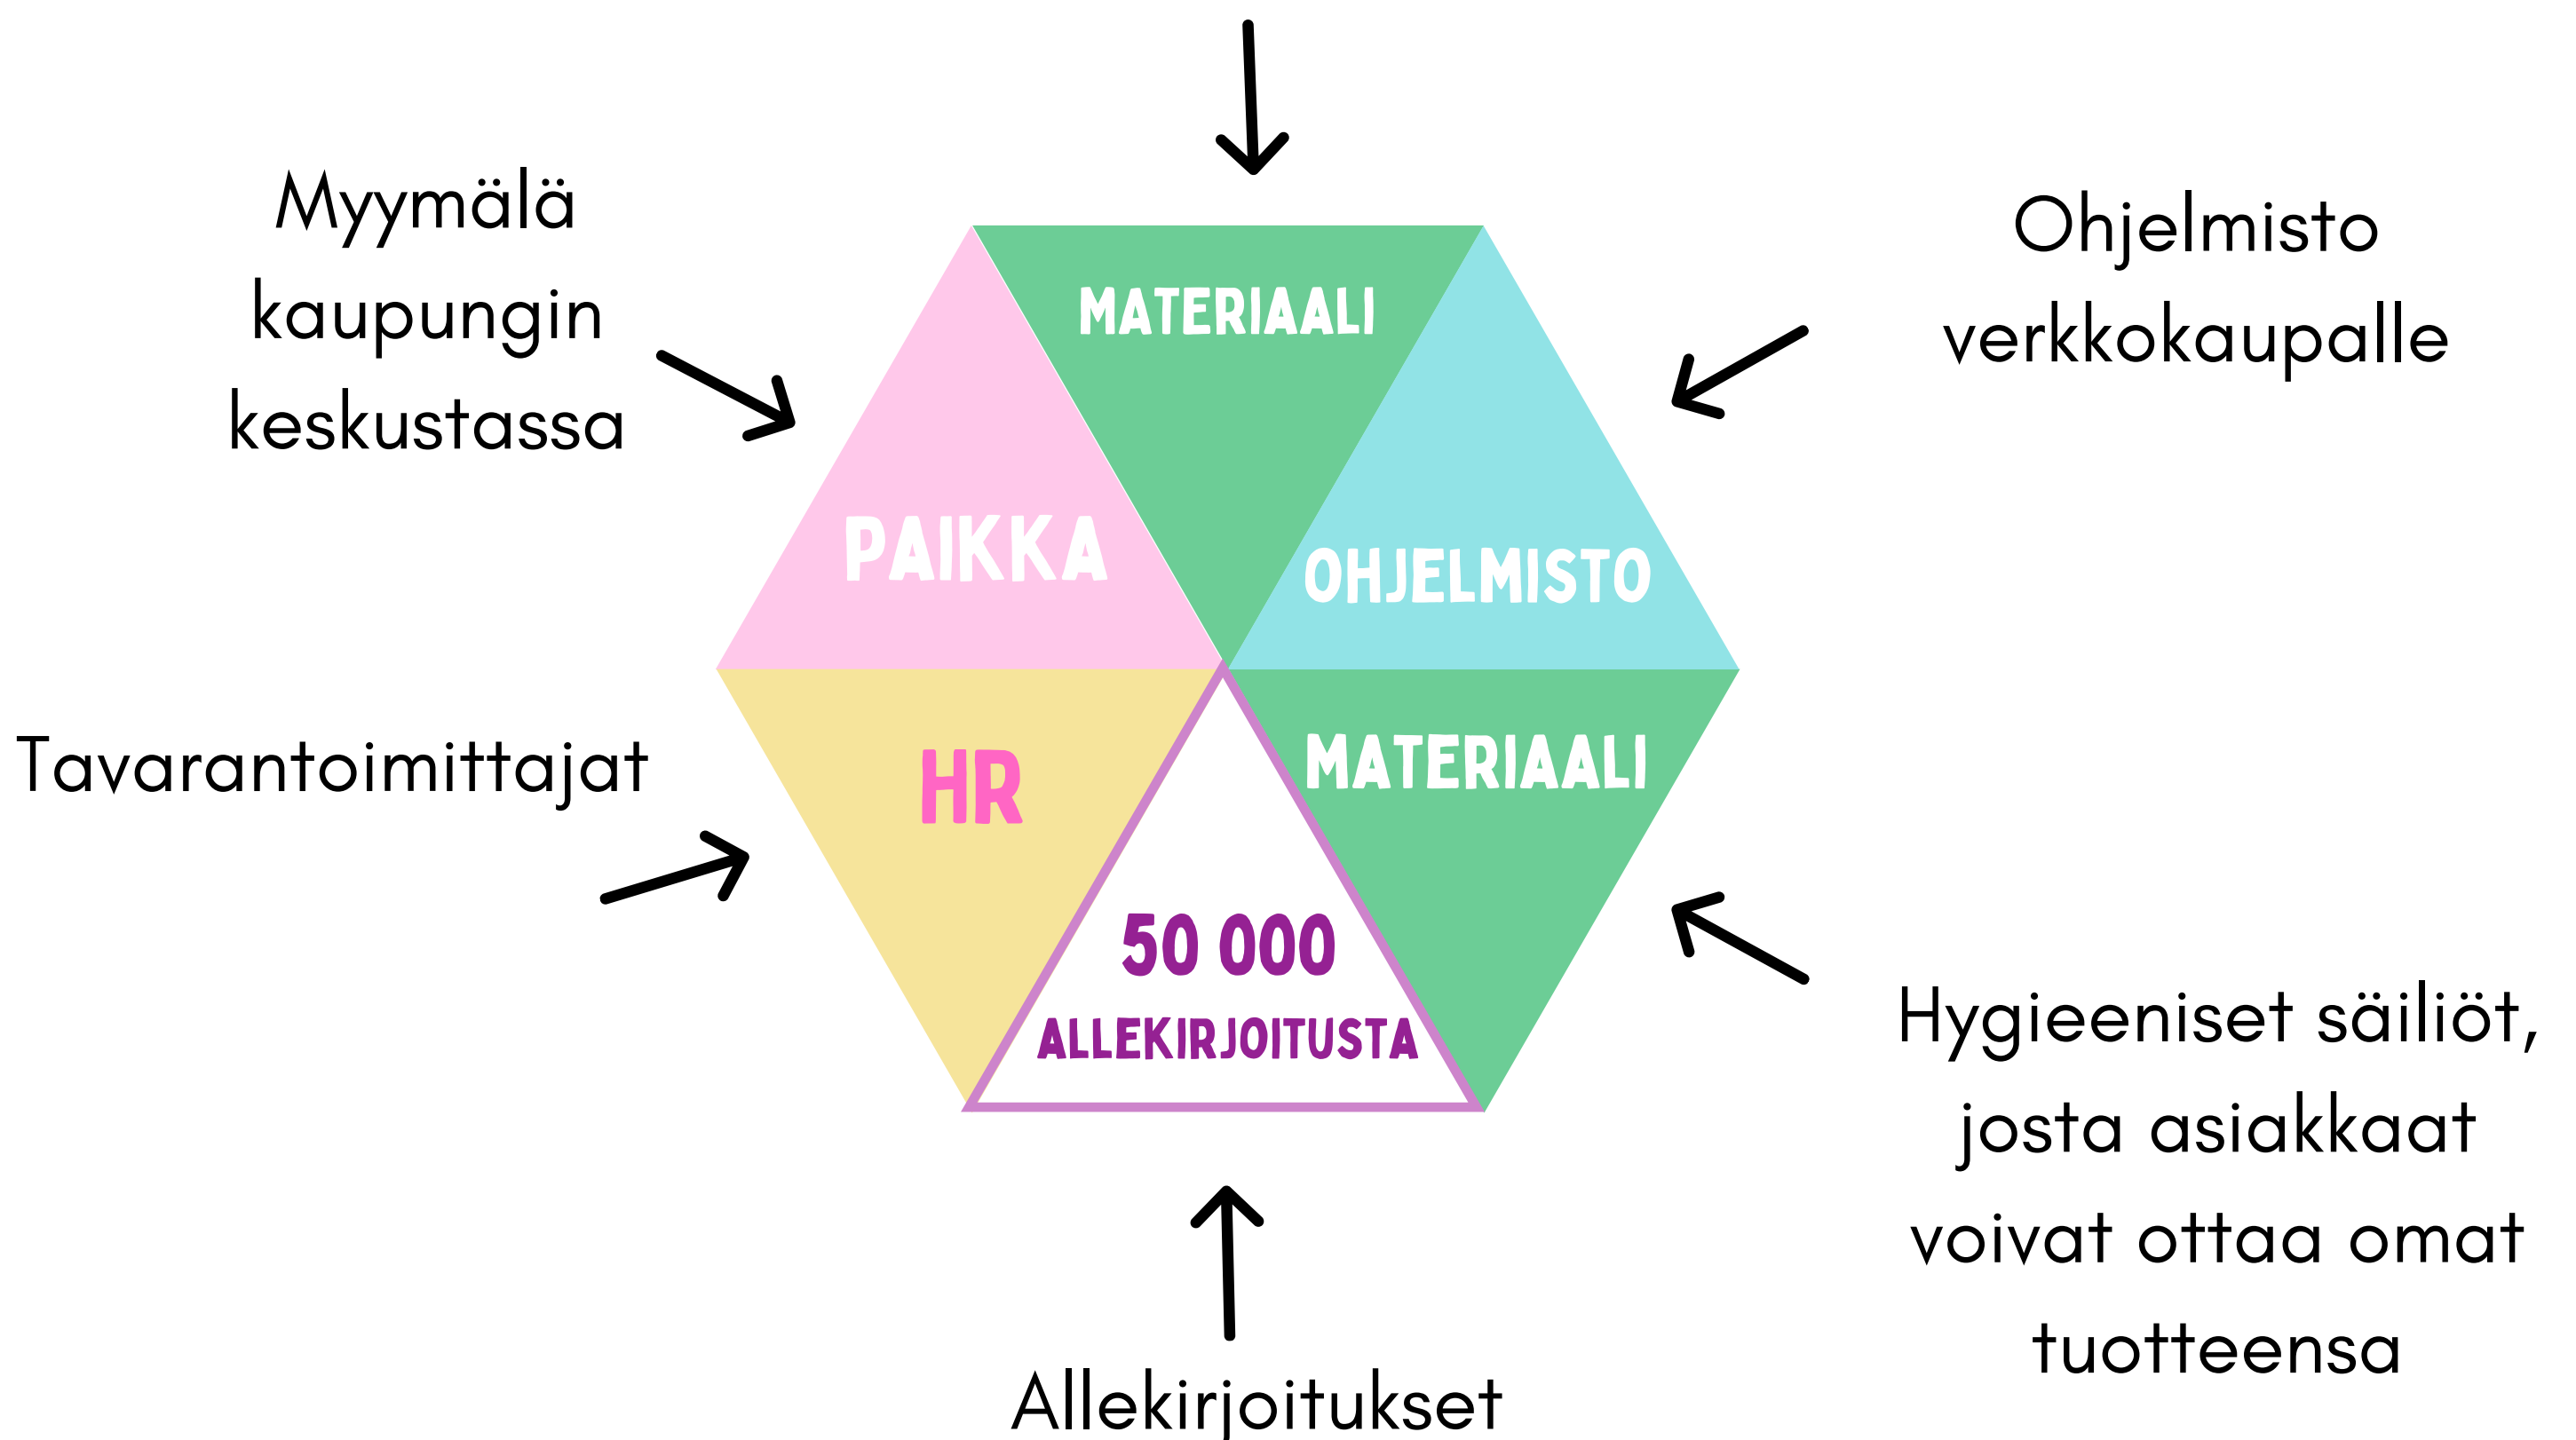 Myymälä
kaupungin
keskustassa
MATERIAALI
Ohjelmisto
verkkokaupalle
PAIKKA
OHJELMISTO
Tavarantoimittajat
HR
MATERIAALI
50 000
ALLEKIRJOITUSTA
Hygieeniset säiliöt,
josta asiakkaat
voivat ottaa omat
tuotteensa
Allekirjoitukset